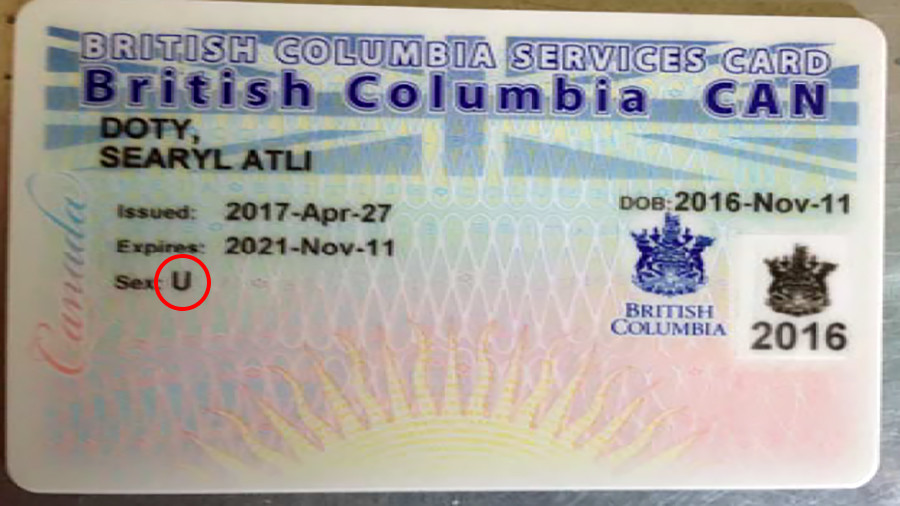 BRITISH COLUMBIA SERVICES CARD
British Columbia CAN
DOTY,
SEARYL ATLI
Issued: 2017-Apr-27
DOB: 2016-Nov-11
Expires: 2021-Nov-11
Sex: U
Canada
BRITISH
COLUMBIA
2016